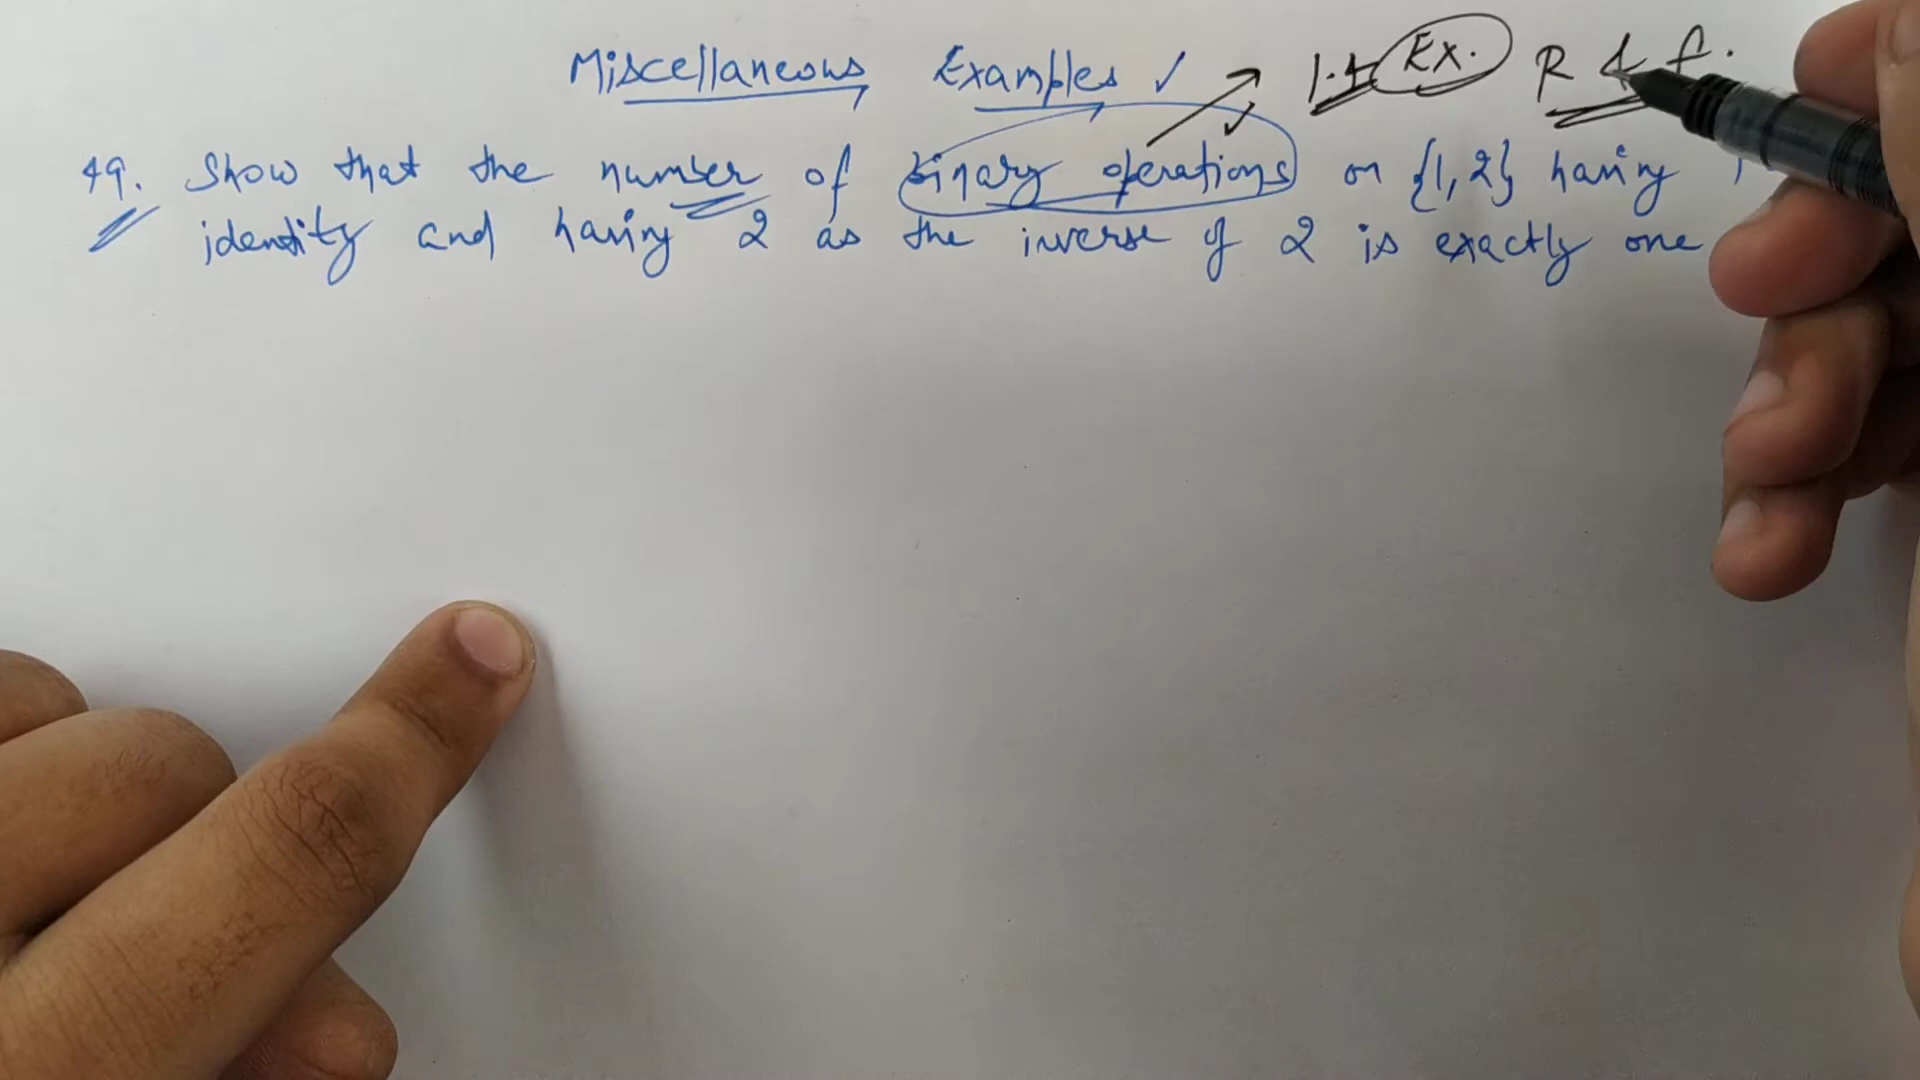 Miscellaneous Examples ✓ 1.4 Ex. R & f.
49. Show that the number of binary operations on {1,2} having 1
identity and having 2 as the inverse of 2 is exactly one